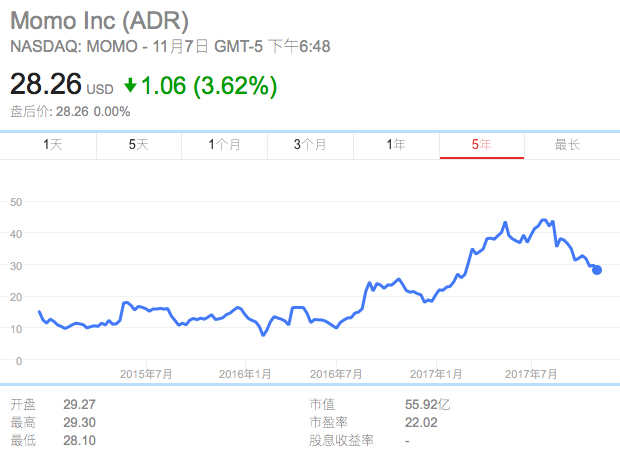 Momo Inc (ADR)
NASDAQ: MOMO - 11月7日 GMT-5 下午6:48
28.26 USD 1.06 (3.62%)
盘后价: 28.26 0.00%
1天 5天 1个月 3个月 1年 5年 最长
50
40
30
20
10
0
2015年7月 2016年1月 2016年7月 2017年1月 2017年7月
开盘 29.27 市值 55.92亿
最高 29.30 市盈率 22.02
最低 28.10 股息收益率 -